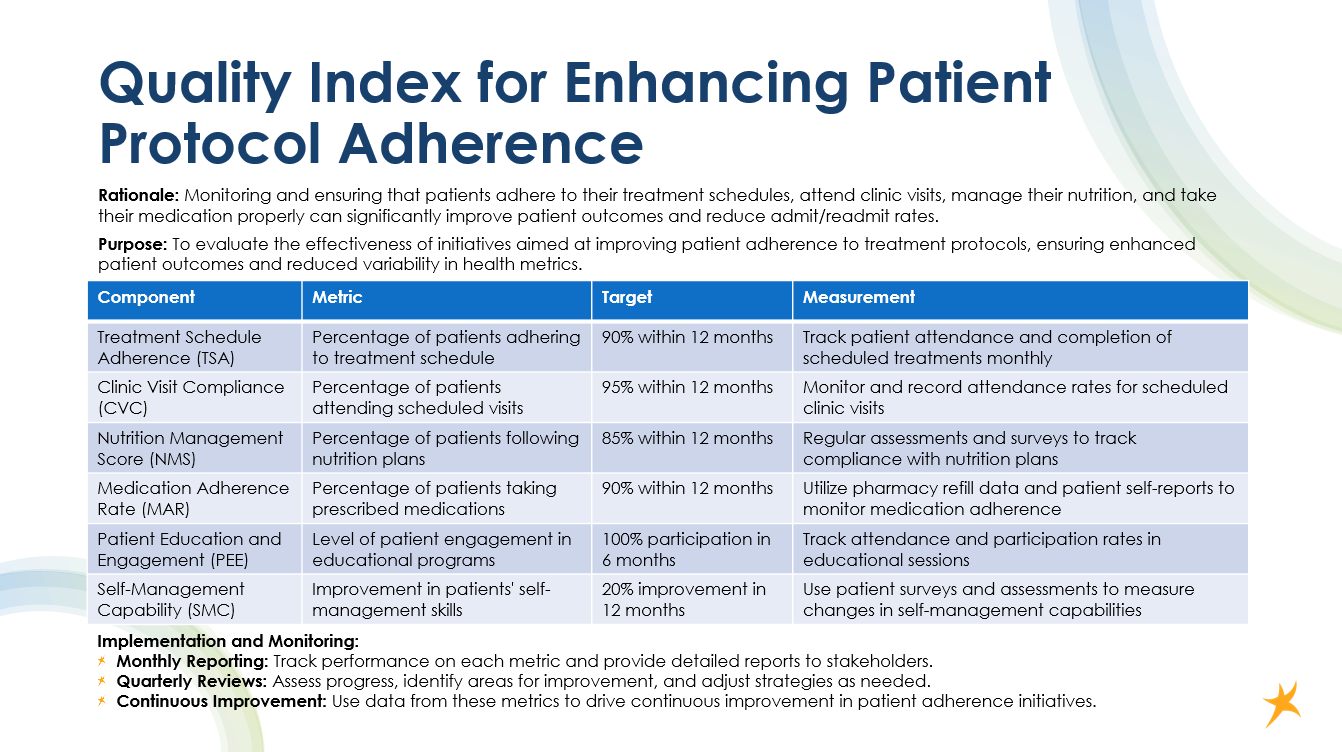 Quality Index for Enhancing Patient
Protocol Adherence
Rationale: Monitoring and ensuring that patients adhere to their treatment schedules, attend clinic visits, manage their nutrition, and take
their medication properly can significantly improve patient outcomes and reduce admit/readmit rates.
Purpose: To evaluate the effectiveness of initiatives aimed at improving patient adherence to treatment protocols, ensuring enhanced
patient outcomes and reduced variability in health metrics.
Component Metric Target Measurement
Treatment Schedule Percentage of patients adhering 90% within 12 months Track patient attendance and completion of
Adherence (TSA) to treatment schedule scheduled treatments monthly
Clinic Visit Compliance Percentage of patients 95% within 12 months Monitor and record attendance rates for scheduled
(CVC) attending scheduled visits clinic visits
Nutrition Management Percentage of patients following 85% within 12 months Regular assessments and surveys to track
Score (NMS) nutrition plans compliance with nutrition plans
Medication Adherence Percentage of patients taking 90% within 12 months Utilize pharmacy refill data and patient self-reports to
Rate (MAR) prescribed medications monitor medication adherence
Patient Education and Level of patient engagement in 100% participation in Track attendance and participation rates in
Engagement (PEE) educational programs 6 months educational sessions
Self-Management Improvement in patients' self- 20% improvement in Use patient surveys and assessments to measure
Capability (SMC) management skills 12 months changes in self-management capabilities
Implementation and Monitoring:
Monthly Reporting: Track performance on each metric and provide detailed reports to stakeholders.
Quarterly Reviews: Assess progress, identify areas for improvement, and adjust strategies as needed.
Continuous Improvement: Use data from these metrics to drive continuous improvement in patient adherence initiatives.